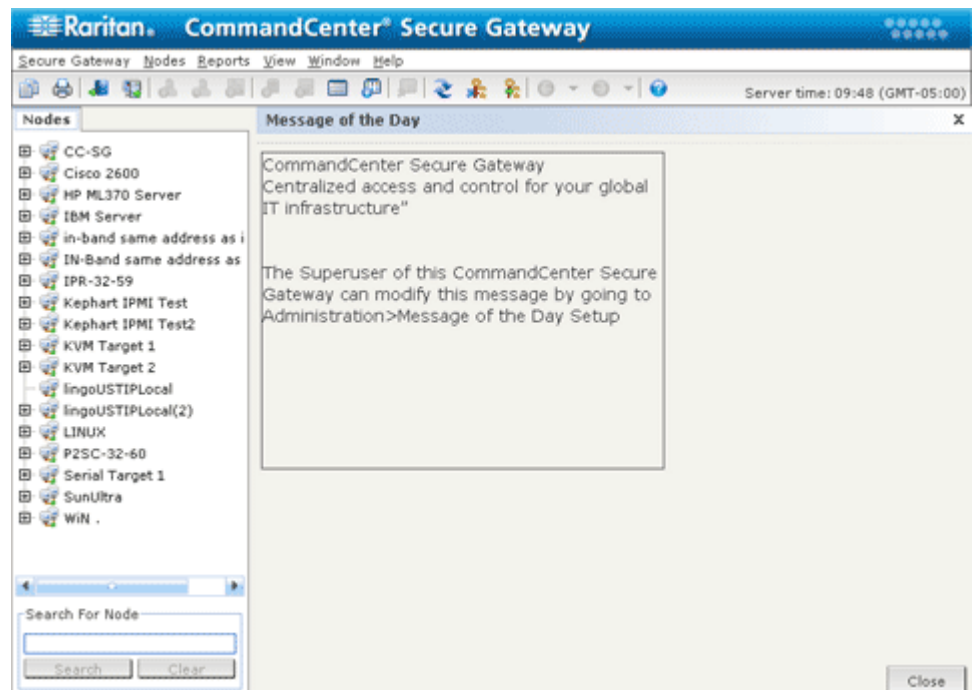 Raritan. CommandCenter® Secure Gateway
Secure Gateway Nodes Reports View Window Help
Server time: 09:48 (GMT-05:00)
Nodes
Message of the Day
x
CC-SG
Cisco 2600
HP ML370 Server
IBM Server
in-band same address as i
IN-Band same address as
IPR-32-59
Kephart IPMI Test
Kephart IPMI Test2
KVM Target 1
KVM Target 2
lingoUSTIPLocal
lingoUSTIPLocal(2)
LINUX
P2SC-32-60
Serial Target 1
SunUltra
WiN .
Search For Node
Search Clear
CommandCenter Secure Gateway
Centralized access and control for your global
IT infrastructure"
The Superuser of this CommandCenter Secure
Gateway can modify this message by going to
Administration>Message of the Day Setup
Close